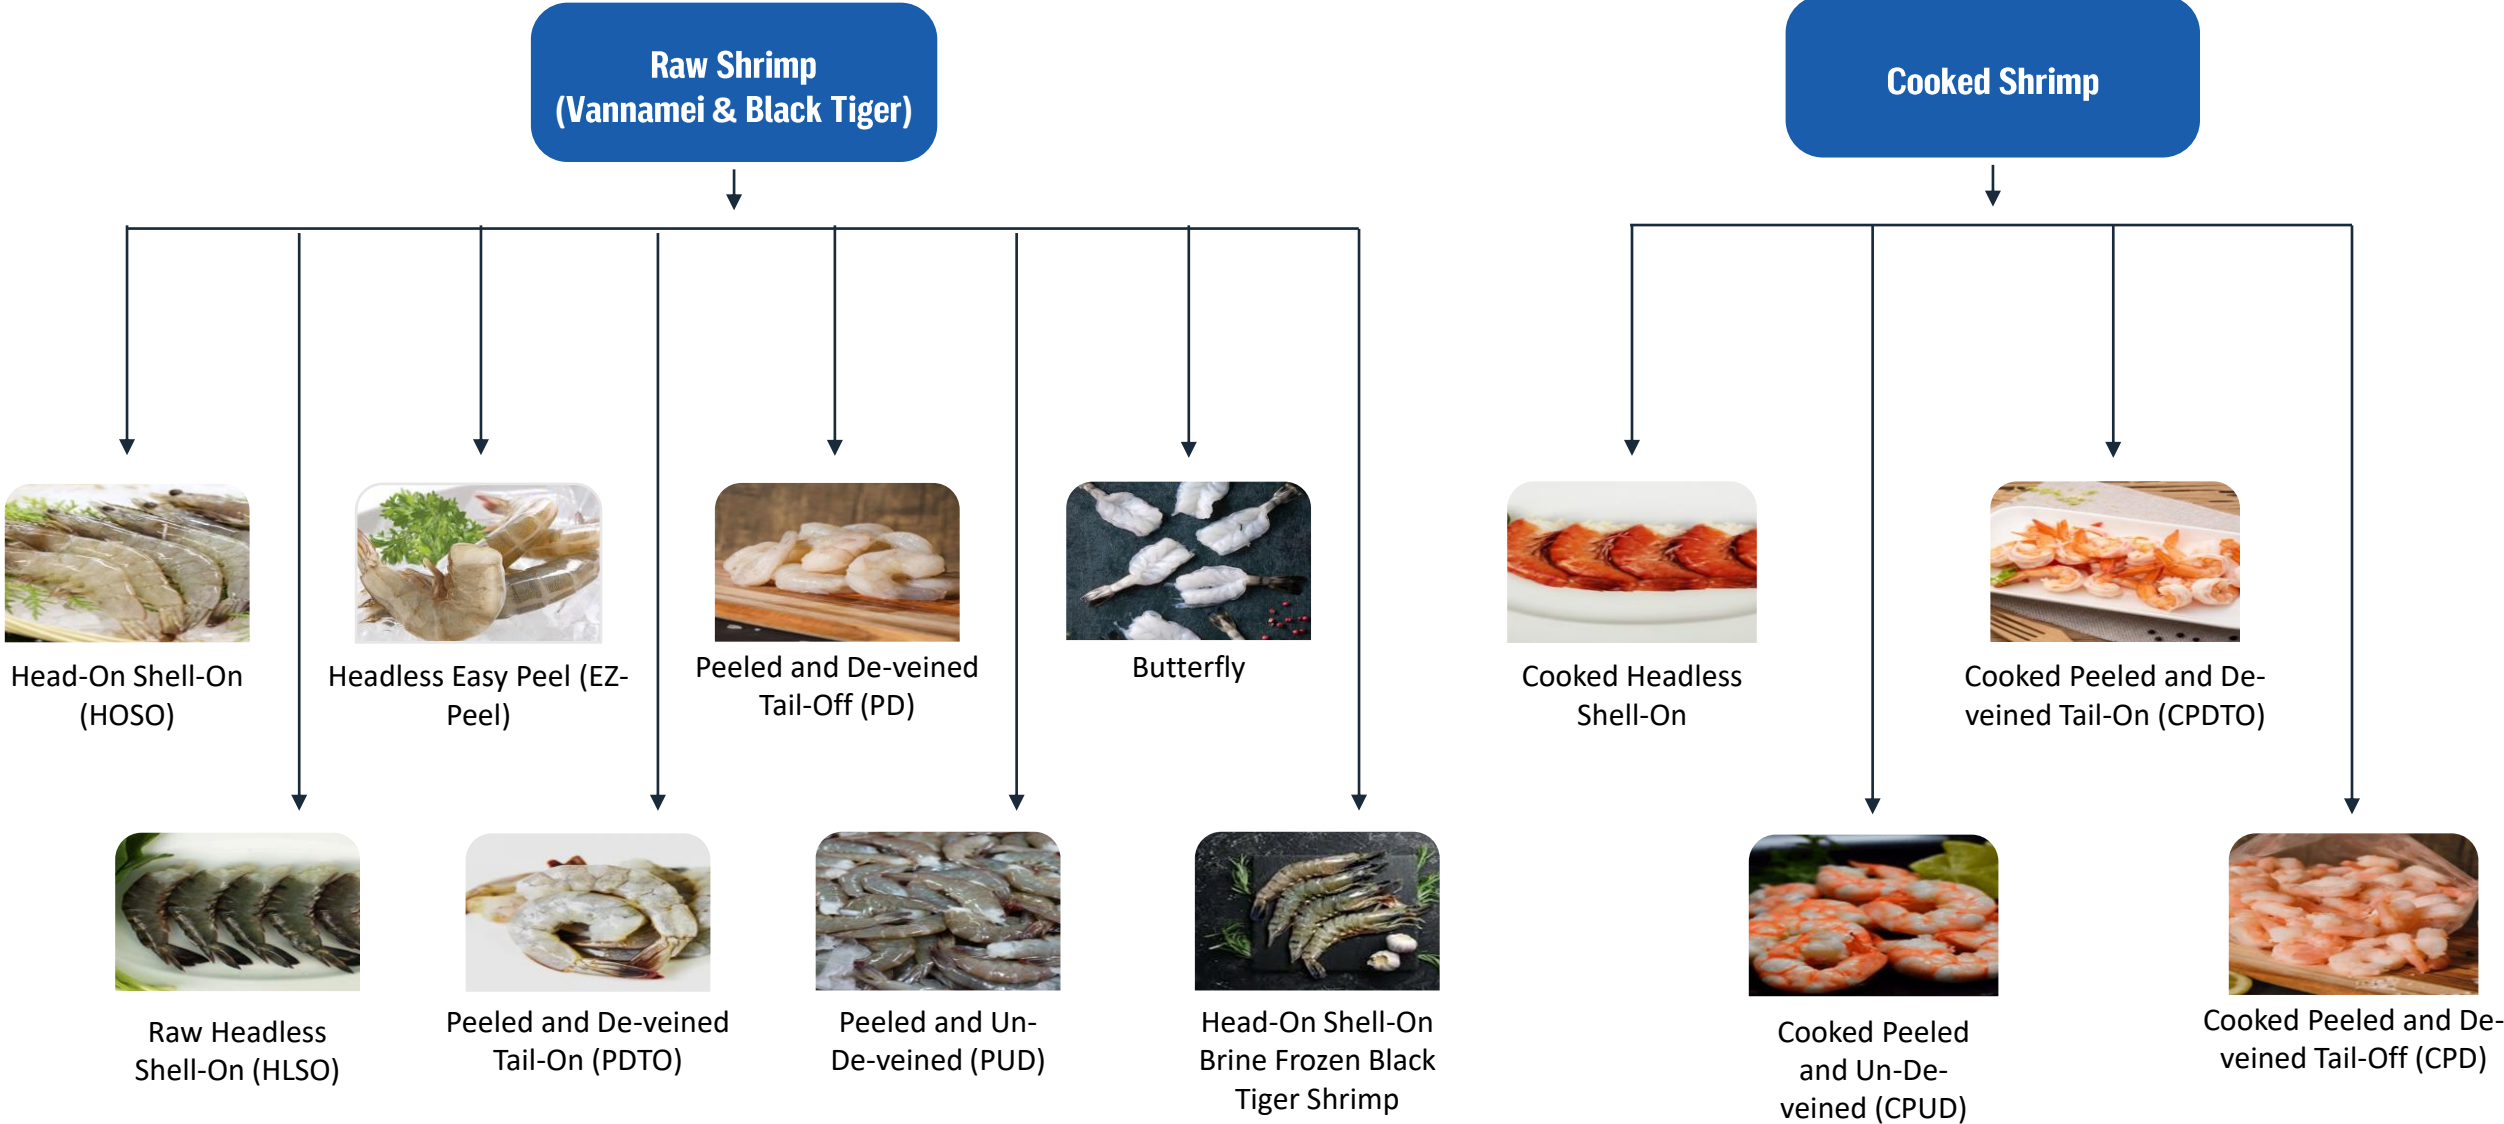 Raw Shrimp
(Vannamei & Black Tiger)
Cooked Shrimp
Head-On Shell-On
(HOSO)
Headless Easy Peel (EZ-
Peel)
Peeled and De-veined
Tail-Off (PD)
Butterfly
Cooked Headless
Shell-On
Cooked Peeled and De-
veined Tail-On (CPDTO)
Raw Headless
Shell-On (HLSO)
Peeled and De-veined
Tail-On (PDTO)
Peeled and Un-
De-veined (PUD)
Head-On Shell-On
Brine Frozen Black
Tiger Shrimp
Cooked Peeled
and Un-De-
veined (CPUD)
Cooked Peeled and De-
veined Tail-Off (CPD)